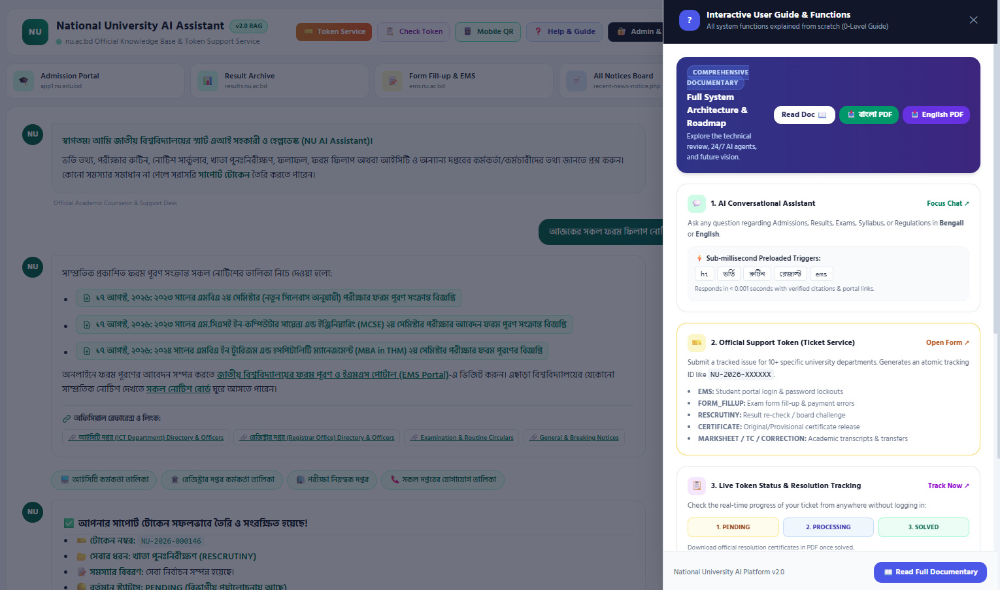 NU
National University AI Assistant
v2.0 RAG
nu.ac.bd Official Knowledge Base & Token Support Service
Token Service
Check Token
Mobile QR
Help & Guide
Admin &
Admission Portal
app1.nu.edu.bd
Result Archive
results.nu.ac.bd
Form Fill-up & EMS
ems.nu.ac.bd
All Notices Board
recent-news-notice.php
NU
স্বাগতম! আমি জাতীয় বিশ্ববিদ্যালয়ের স্মার্ট এআই সহকারী ও হেল্পডেস্ক (NU AI Assistant)।
ভর্তি তথ্য, পরীক্ষার রুটিন, নোটিশ সার্কুলার, খাতা পুনঃনিরীক্ষণ, ফলাফল, ফরম ফিলাপ অথবা আইসিটি ও অন্যান্য দপ্তরের কর্মকর্তা/কর্মচারীদের তথ্য জানতে প্রশ্ন করুন।
কোনো সমস্যার সমাধান না পেলে সরাসরি সাপোর্ট টোকেন তৈরি করতে পারেন।
Official Academic Counselor & Support Desk
আজকের সকল ফরম ফিলাপ নোটি
NU
সাম্প্রতিক প্রকাশিত ফরম পূরণ সংক্রান্ত সকল নোটিশের তালিকা নিচে দেওয়া হলো:
১৭ আগস্ট, ২০২৬: ২০২৩ সালের এমবিএ ২য় সেমিস্টার (নতুন সিলেবাস অনুযায়ী) পরীক্ষার ফরম পূরণ সংক্রান্ত বিজ্ঞপ্তি
১৭ আগস্ট, ২০২৬: ২০২৩ সালের এম.সিএসই ইন-কম্পিউটার সায়েন্স এন্ড ইঞ্জিনিয়ারিং (MCSE) ২য় সেমিস্টার পরীক্ষার আবেদন ফরম পূরণ সংক্রান্ত বিজ্ঞপ্তি
১৭ আগস্ট, ২০২৬: ২০২৪ সালের এমবিএ ইন ট্যুরিজম এন্ড হসপিটালিটি ম্যানেজমেন্ট (MBA in THM) ২য় সেমিস্টার পরীক্ষার ফরম পূরণের বিজ্ঞপ্তি
অনলাইনে ফরম পূরণের আবেদন সম্পন্ন করতে জাতীয় বিশ্ববিদ্যালয়ের ফরম পূরণ ও ইএমএস পোর্টাল (EMS Portal)-এ ভিজিট করুন। এছাড়া বিশ্ববিদ্যালয়ের যেকোনো
সাম্প্রতিক নোটিশ দেখতে সকল নোটিশ বোর্ড ঘুরে আসতে পারেন।
অফিসিয়াল রেফারেন্স ও লিংক:
আইসিটি দপ্তর (ICT Department) Directory & Officers
রেজিস্ট্রার দপ্তর (Registrar Office) Directory & Officers
Examination & Routine Circulars
General & Breaking Notices
আইসিটি কর্মকর্তা তালিকা
রেজিস্ট্রার দপ্তর কর্মকর্তা তালিকা
পরীক্ষা নিয়ন্ত্রক দপ্তর
সকল দপ্তরের যোগাযোগ তালিকা
NU
আপনার সাপোর্ট টোকেন সফলভাবে তৈরি ও সংরক্ষিত হয়েছে!
টোকেন নম্বর: NU-2026-000146
সেবার ধরন: খাতা পুনঃনিরীক্ষণ (RESCRUTINY)
সমস্যার বিবরণ: সেবা নির্বাচন সম্পন্ন হয়েছে।
বর্তমান স্ট্যাটাস: PENDING (বিভাগীয় পর্যালোচনায় আছে)
?
Interactive User Guide & Functions
All system functions explained from scratch (0-Level Guide)
COMPREHENSIVE
DOCUMENTARY
Full System
Architecture &
Roadmap
Explore the technical
review, 24/7 AI agents,
and future vision.
Read Doc
বাংলা PDF
English PDF
1. AI Conversational Assistant
Focus Chat ↗
Ask any question regarding Admissions, Results, Exams, Syllabus, or Regulations in Bengali
or English.
Sub-millisecond Preloaded Triggers:
hi
ভর্তি
রুটিন
রেজাল্ট
ems
Responds in < 0.001 seconds with verified citations & portal links.
2. Official Support Token (Ticket Service)
Open Form ↗
Submit a tracked issue for 10+ specific university departments. Generates an atomic tracking
ID like NU-2026-XXXXXX.
EMS: Student portal login & password lockouts
FORM_FILLUP: Exam form fill-up & payment errors
RESCRUTINY: Result re-check / board challenge
CERTIFICATE: Original/Provisional certificate release
MARKSHEET / TC / CORRECTION: Academic transcripts & transfers
3. Live Token Status & Resolution Tracking
Track Now ↗
Check the real-time progress of your ticket from anywhere without logging in:
1. PENDING
2. PROCESSING
3. SOLVED
Download official resolution certificates in PDF once solved.
National University AI Platform v2.0
Read Full Documentary